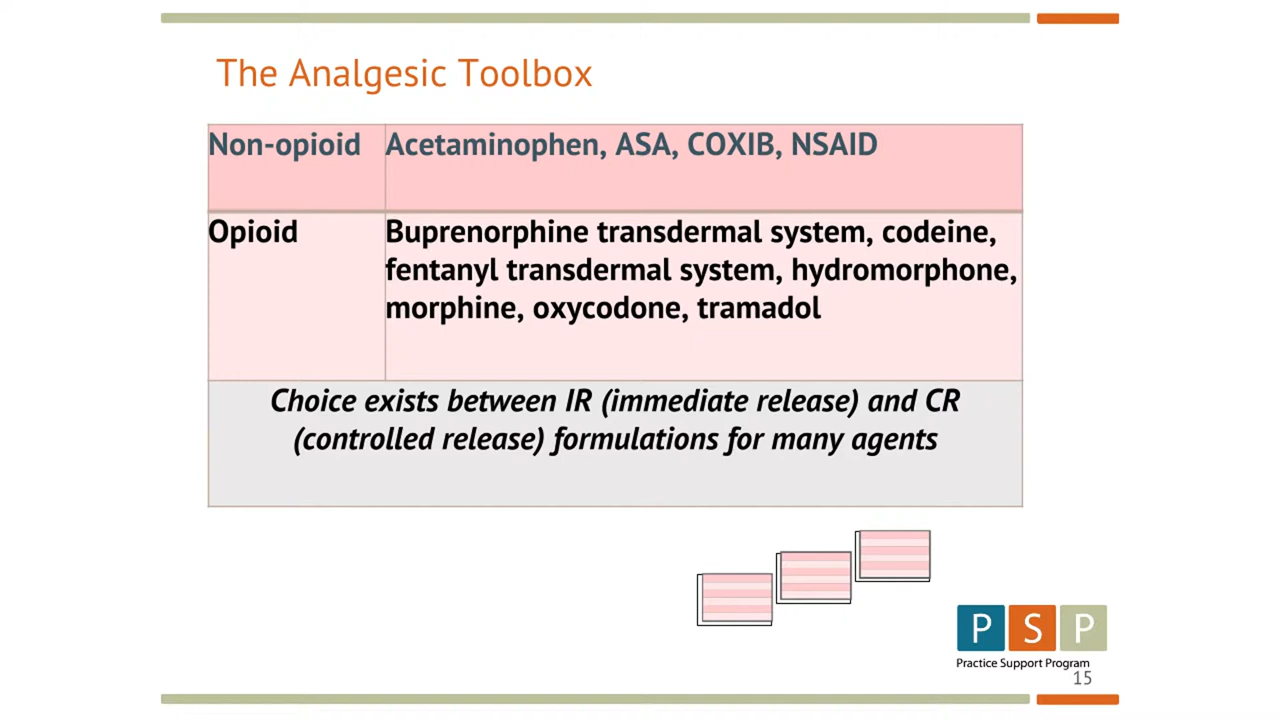 The Analgesic Toolbox
Non-opioid
Acetaminophen, ASA, COXIB, NSAID
Opioid
Buprenorphine transdermal system, codeine,
fentanyl transdermal system, hydromorphone,
morphine, oxycodone, tramadol
Choice exists between IR (immediate release) and CR
(controlled release) formulations for many agents
P S P
Practice Support Program
15